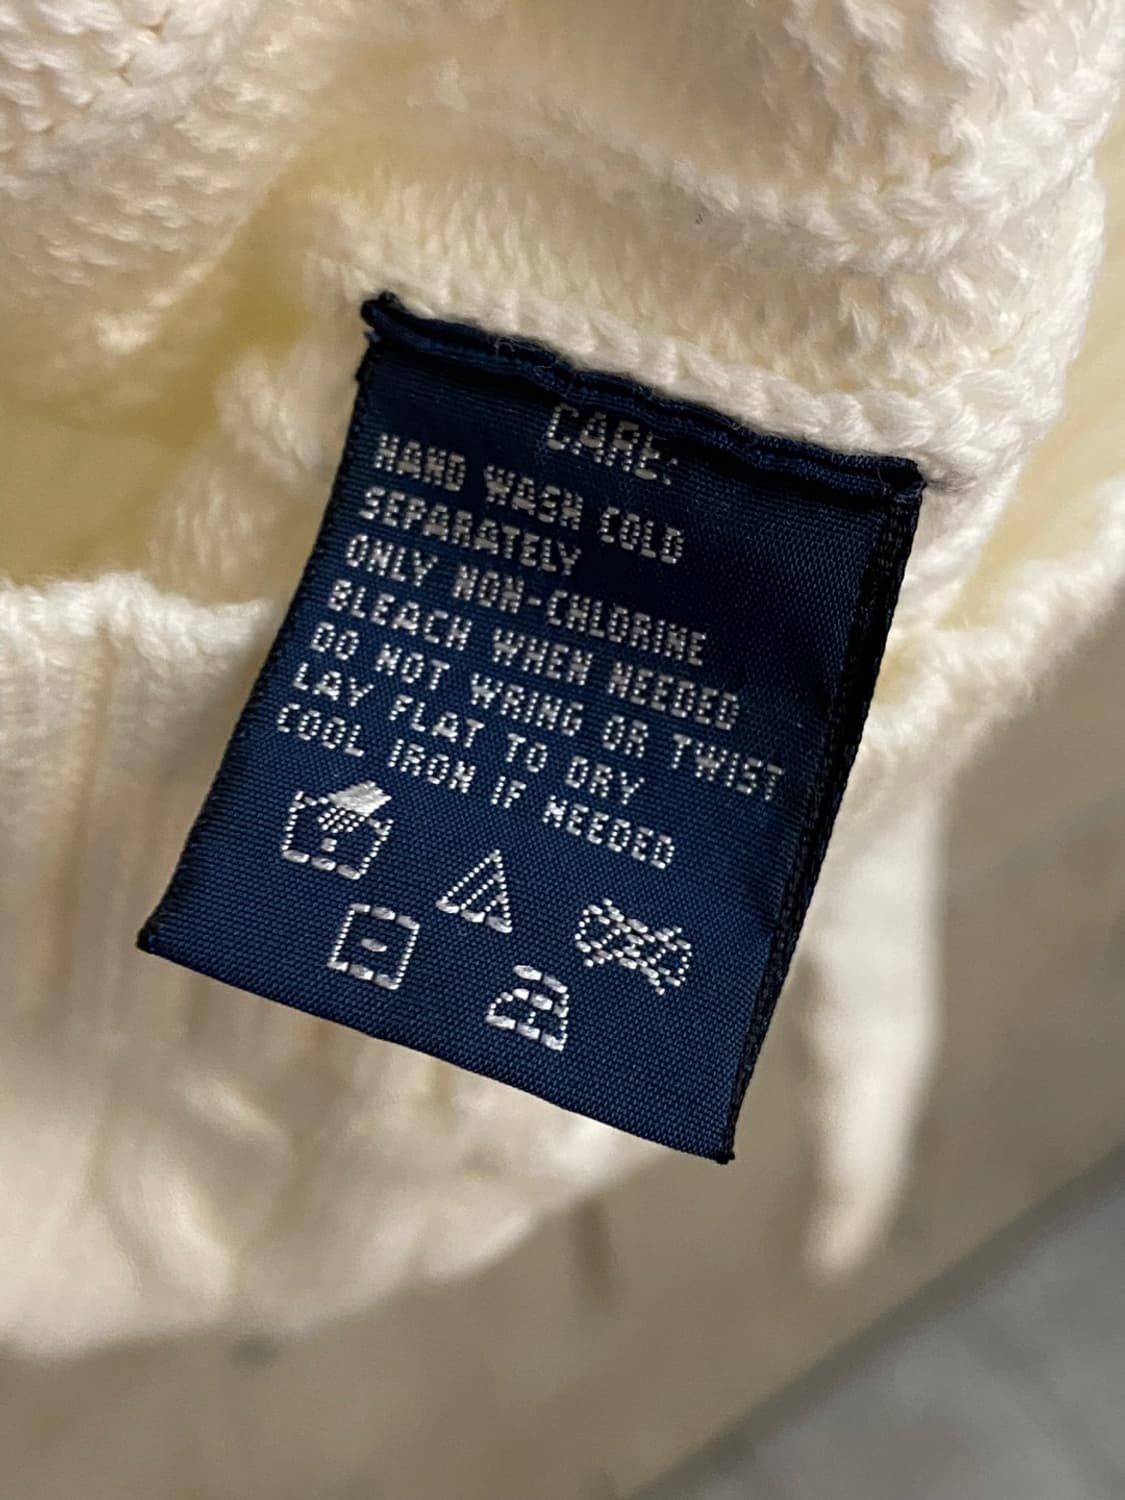 CARE:
HAND WASH COLD
SEPARATELY
ONLY NON-CHLORINE
BLEACH WHEN NEEDED
DO NOT WRING OR TWIST
LAY FLAT TO DRY
COOL IRON IF NEEDED